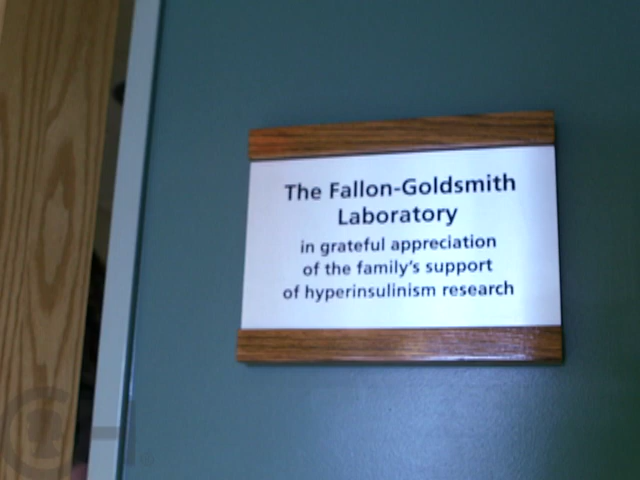 The Fallon-Goldsmith
Laboratory
in grateful appreciation
of the family's support
of hyperinsulinism research